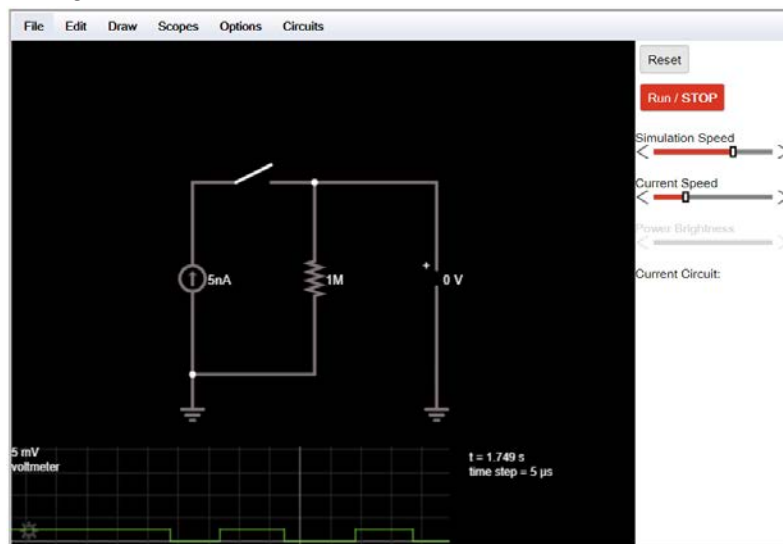 File Edit Draw Scopes Options Circuits
Reset
Run / STOP
Simulation Speed
Current Speed
Power Brightness
Current Circuit:
5nA
1M
+
0 V
5 mV
voltmeter
t = 1.749 s
time step = 5 µs